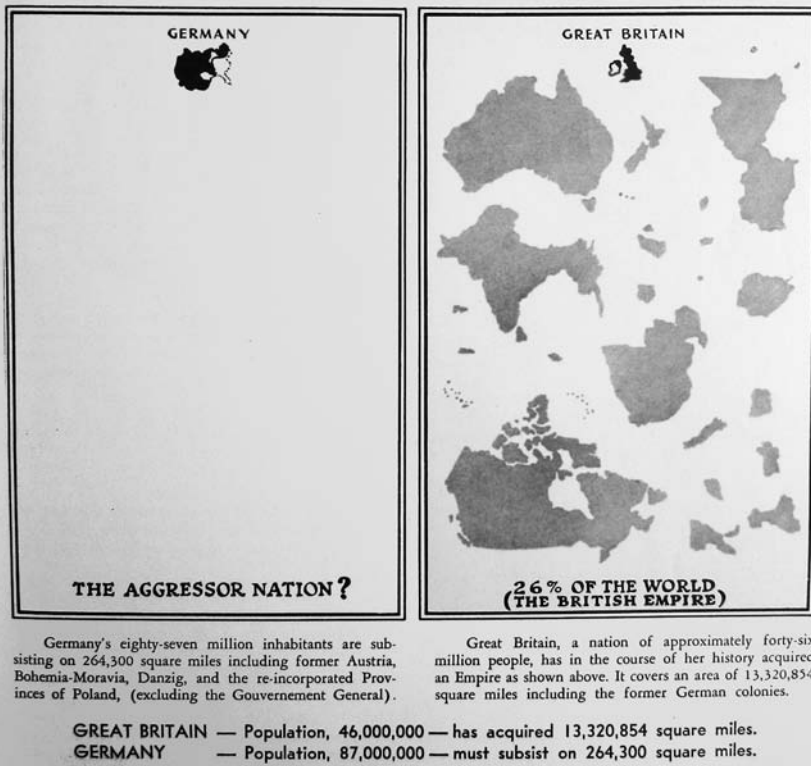 GERMANY
THE AGGRESSOR NATION?
Germany's eighty-seven million inhabitants are sub-
sisting on 264,300 square miles including former Austria,
Bohemia-Moravia, Danzig, and the re-incorporated Prov-
inces of Poland, (excluding the Gouvernement General).
GREAT BRITAIN
26% OF THE WORLD
(THE BRITISH EMPIRE)
Great Britain, a nation of approximately forty-six
million people, has in the course of her history acquired
an Empire as shown above. It covers an area of 13,320,854
square miles including the former German colonies.
GREAT BRITAIN — Population, 46,000,000 — has acquired 13,320,854 square miles.
GERMANY — Population, 87,000,000 — must subsist on 264,300 square miles.